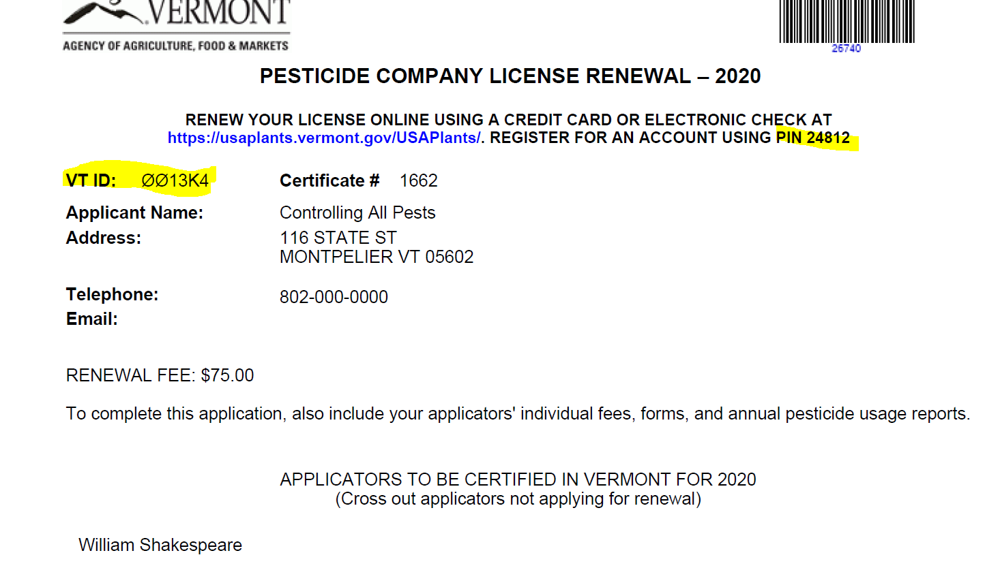 VERMONT
AGENCY OF AGRICULTURE, FOOD & MARKETS
26740
PESTICIDE COMPANY LICENSE RENEWAL – 2020
RENEW YOUR LICENSE ONLINE USING A CREDIT CARD OR ELECTRONIC CHECK AT
https://usaplants.vermont.gov/USAPlants/. REGISTER FOR AN ACCOUNT USING PIN 24812
VT ID: ØØ13K4 Certificate # 1662
Applicant Name: Controlling All Pests
Address: 116 STATE ST
MONTPELIER VT 05602
Telephone: 802-000-0000
Email:
RENEWAL FEE: $75.00
To complete this application, also include your applicators' individual fees, forms, and annual pesticide usage reports.
APPLICATORS TO BE CERTIFIED IN VERMONT FOR 2020
(Cross out applicators not applying for renewal)
William Shakespeare